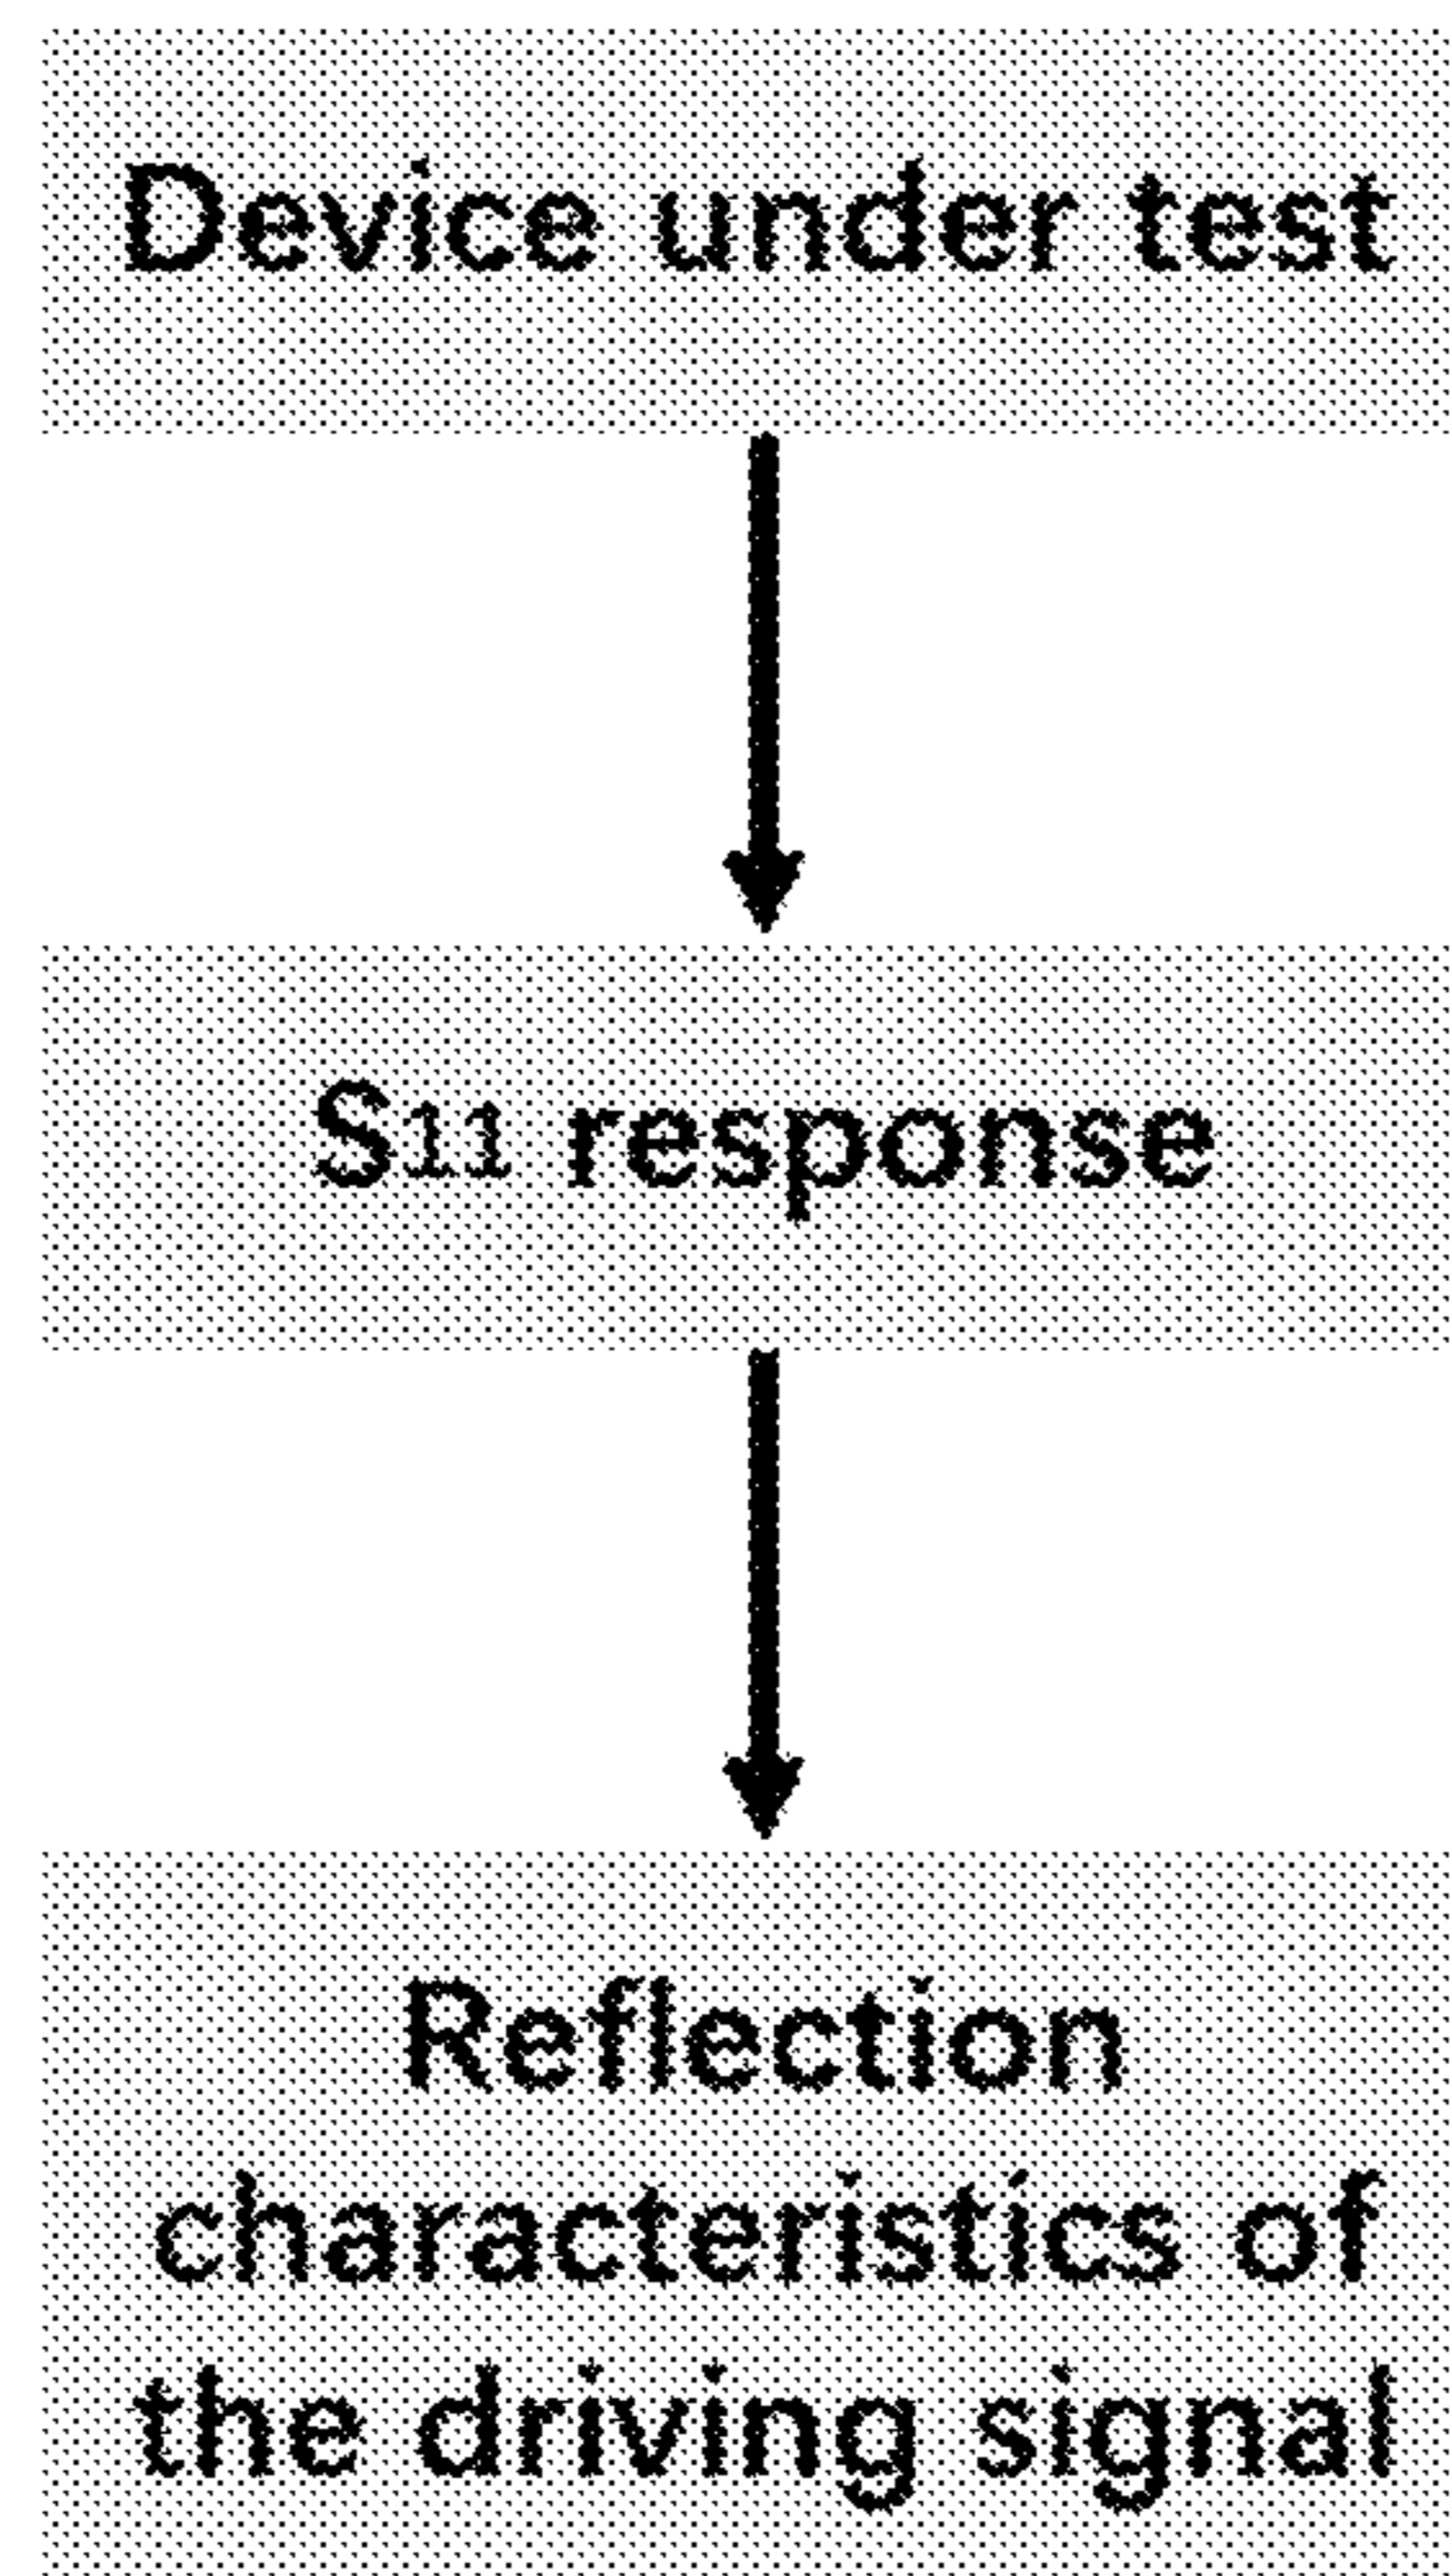 Device under test
S11 response
Reflection
characteristics of
the driving signal